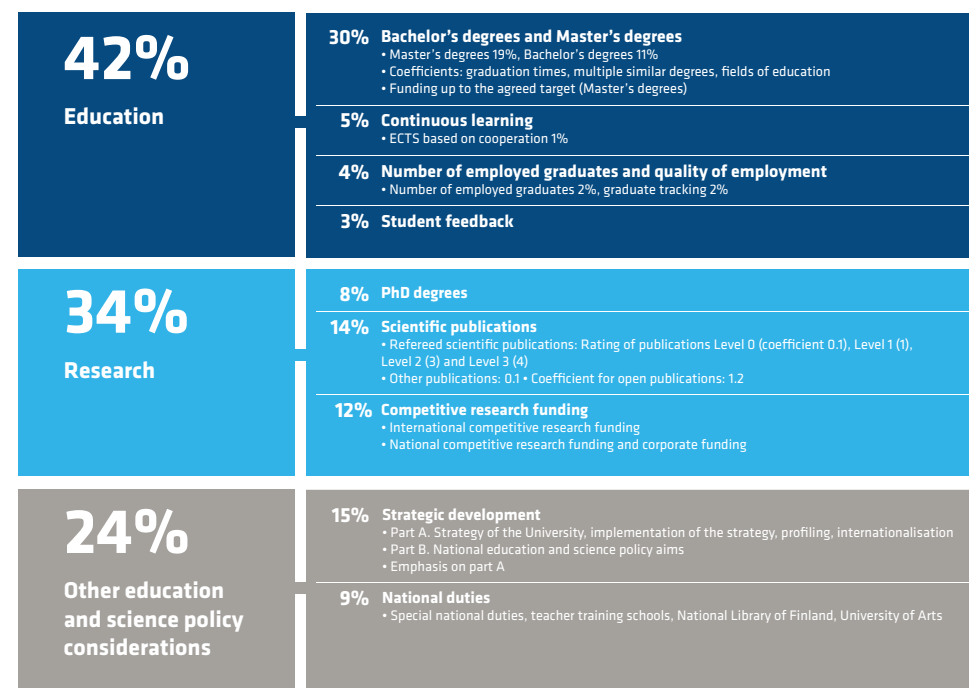 42%
Education
30% Bachelor's degrees and Master's degrees
• Master's degrees 19%, Bachelor's degrees 11%
• Coefficients: graduation times, multiple similar degrees, fields of education
• Funding up to the agreed target (Master's degrees)
5% Continuous learning
• ECTS based on cooperation 1%
4% Number of employed graduates and quality of employment
• Number of employed graduates 2%, graduate tracking 2%
3% Student feedback
34%
Research
8% PhD degrees
14% Scientific publications
• Refereed scientific publications: Rating of publications Level 0 (coefficient 0.1), Level 1 (1),
Level 2 (3) and Level 3 (4)
• Other publications: 0.1 • Coefficient for open publications: 1.2
12% Competitive research funding
• International competitive research funding
• National competitive research funding and corporate funding
24%
Other education
and science policy
considerations
15% Strategic development
• Part A. Strategy of the University, implementation of the strategy, profiling, internationalisation
• Part B. National education and science policy aims
• Emphasis on part A
9% National duties
• Special national duties, teacher training schools, National Library of Finland, University of Arts